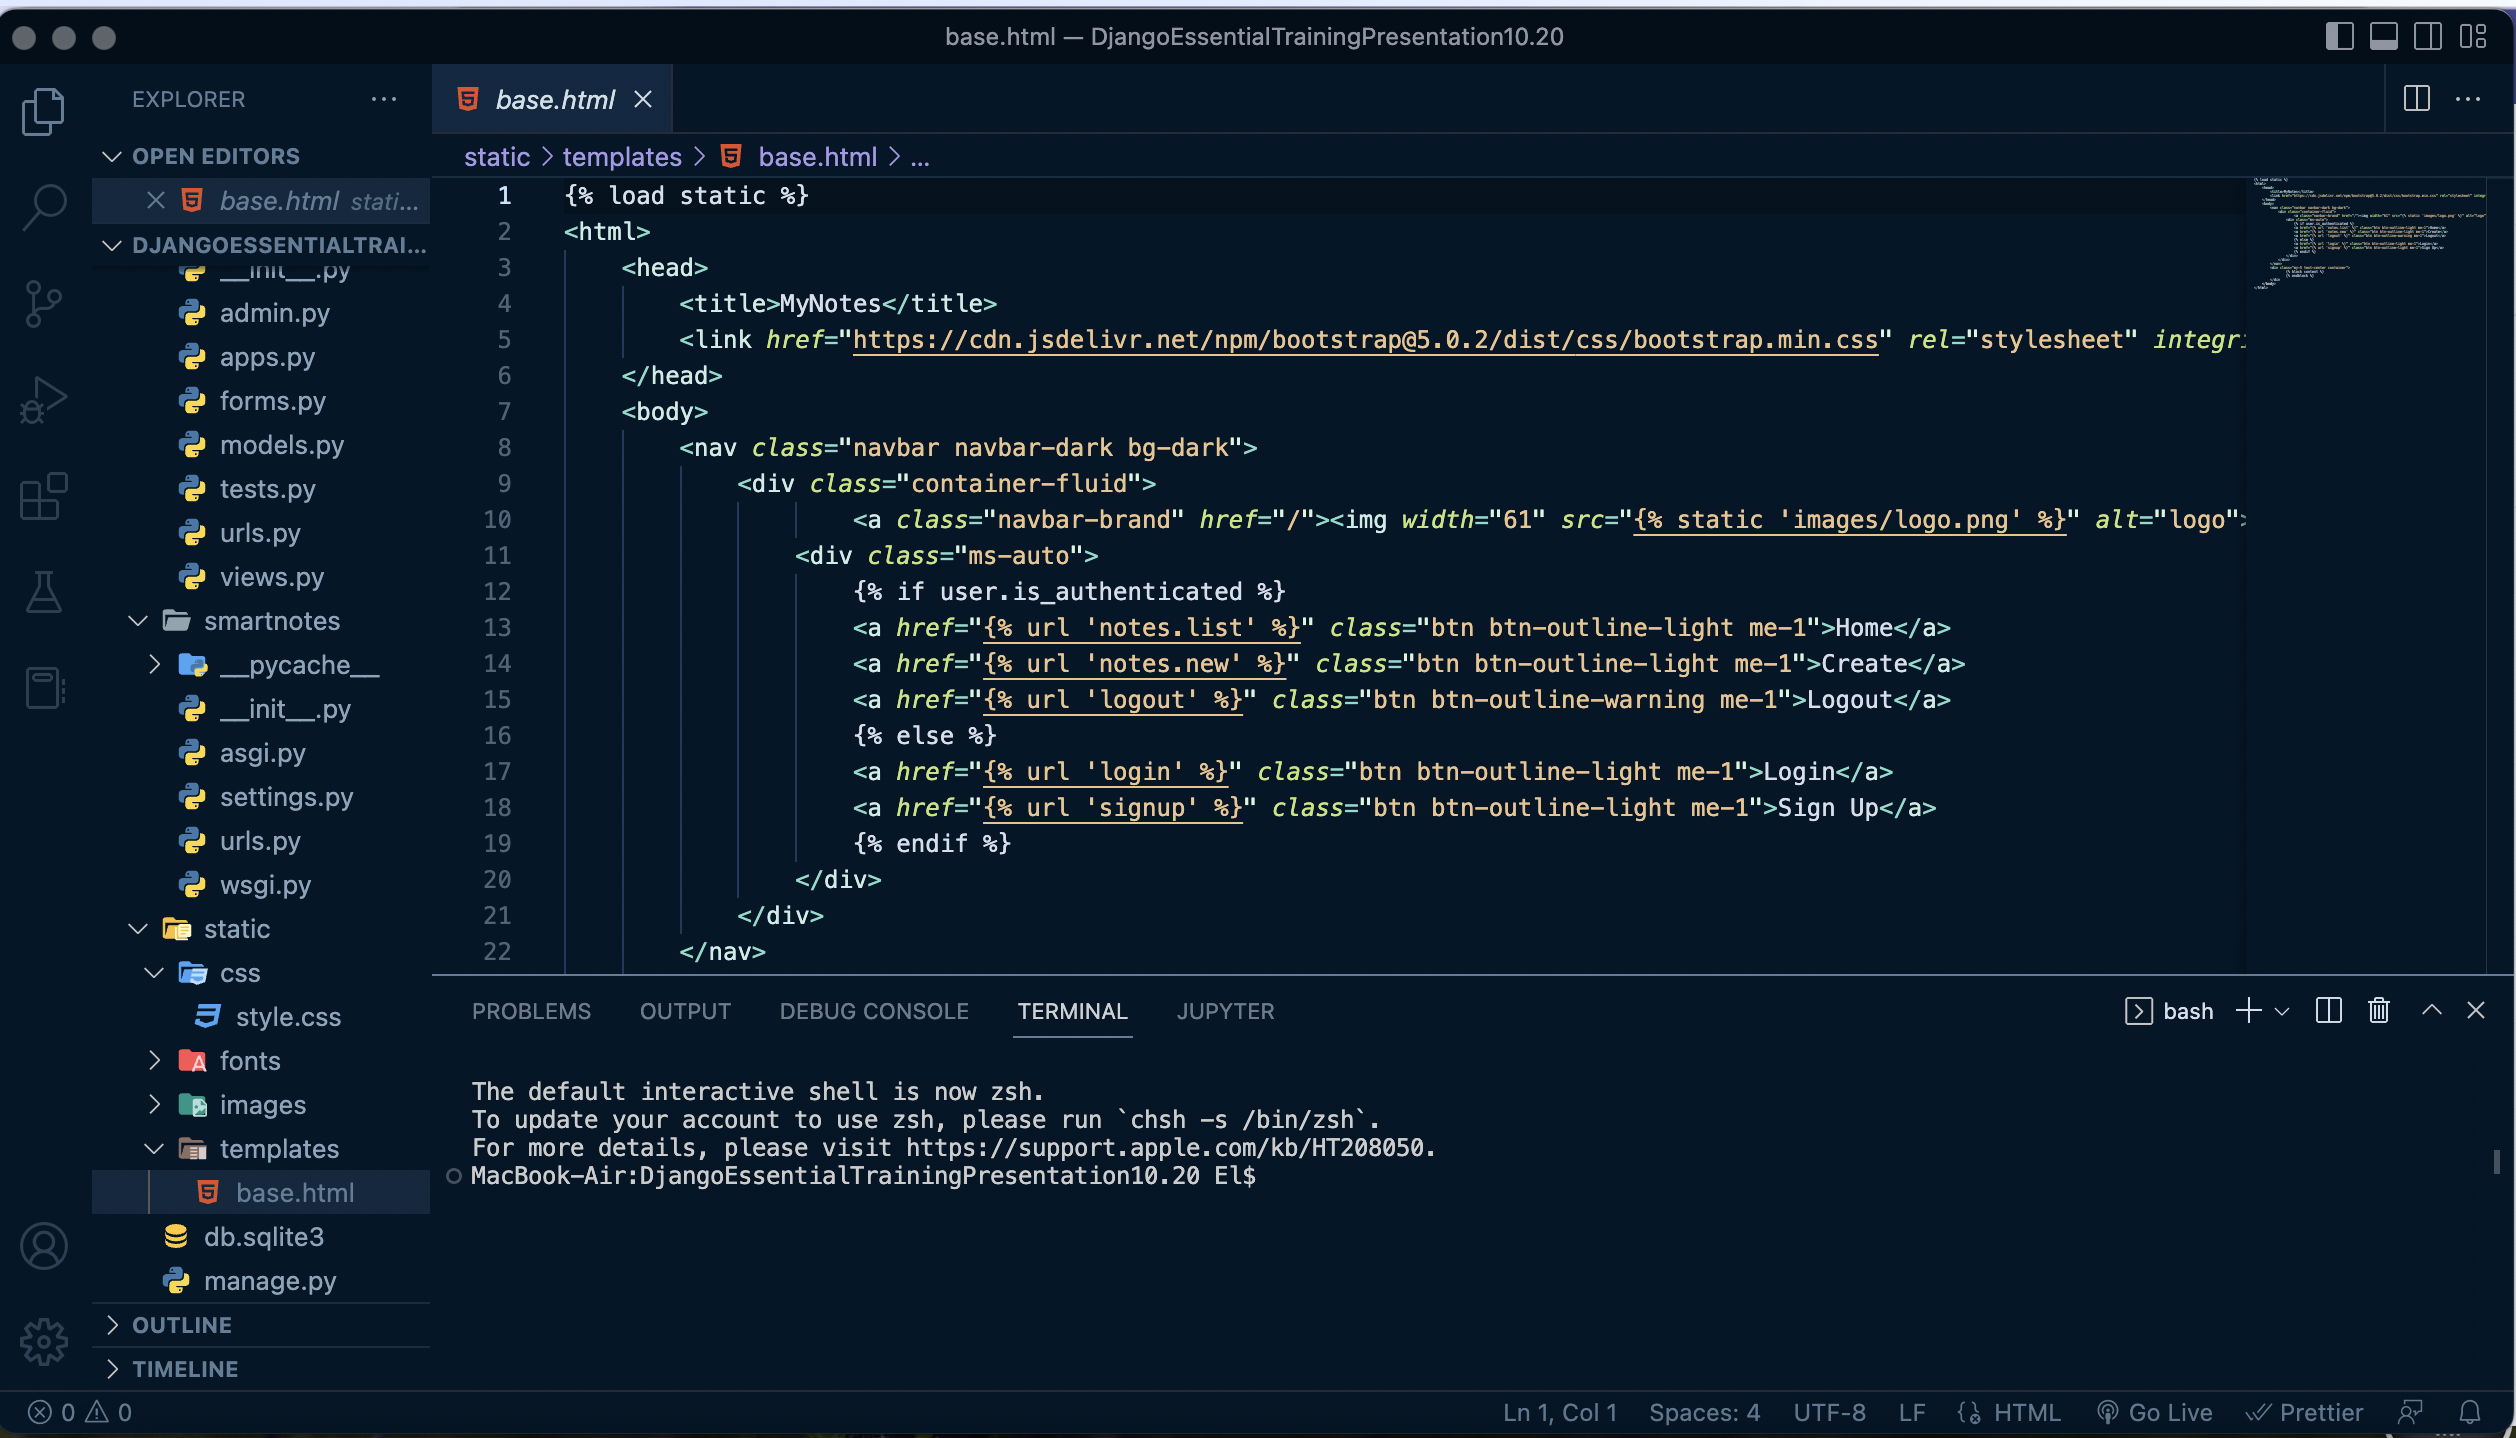 base.html — DjangoEssentialTrainingPresentation10.20
EXPLORER
OPEN EDITORS
base.html stati...
DJANGOESSENTIALTRAI...
__init__.py
admin.py
apps.py
forms.py
models.py
tests.py
urls.py
views.py
smartnotes
__pycache__
__init__.py
asgi.py
settings.py
urls.py
wsgi.py
static
css
style.css
fonts
images
templates
base.html
db.sqlite3
manage.py
OUTLINE
TIMELINE
base.html
static > templates > base.html > ...
1 {% load static %}
2 <html>
3 <head>
4 <title>MyNotes</title>
5 <link href="https://cdn.jsdelivr.net/npm/bootstrap@5.0.2/dist/css/bootstrap.min.css" rel="stylesheet" integri
6 </head>
7 <body>
8 <nav class="navbar navbar-dark bg-dark">
9 <div class="container-fluid">
10 <a class="navbar-brand" href="/"><img width="61" src="{% static 'images/logo.png' %}" alt="logo">
11 <div class="ms-auto">
12 {% if user.is_authenticated %}
13 <a href="{% url 'notes.list' %}" class="btn btn-outline-light me-1">Home</a>
14 <a href="{% url 'notes.new' %}" class="btn btn-outline-light me-1">Create</a>
15 <a href="{% url 'logout' %}" class="btn btn-outline-warning me-1">Logout</a>
16 {% else %}
17 <a href="{% url 'login' %}" class="btn btn-outline-light me-1">Login</a>
18 <a href="{% url 'signup' %}" class="btn btn-outline-light me-1">Sign Up</a>
19 {% endif %}
20 </div>
21 </div>
22 </nav>
PROBLEMS OUTPUT DEBUG CONSOLE TERMINAL JUPYTER
bash
The default interactive shell is now zsh.
To update your account to use zsh, please run `chsh -s /bin/zsh`.
For more details, please visit https://support.apple.com/kb/HT208050.
MacBook-Air:DjangoEssentialTrainingPresentation10.20 El$
0 0
Ln 1, Col 1 Spaces: 4 UTF-8 LF HTML Go Live Prettier